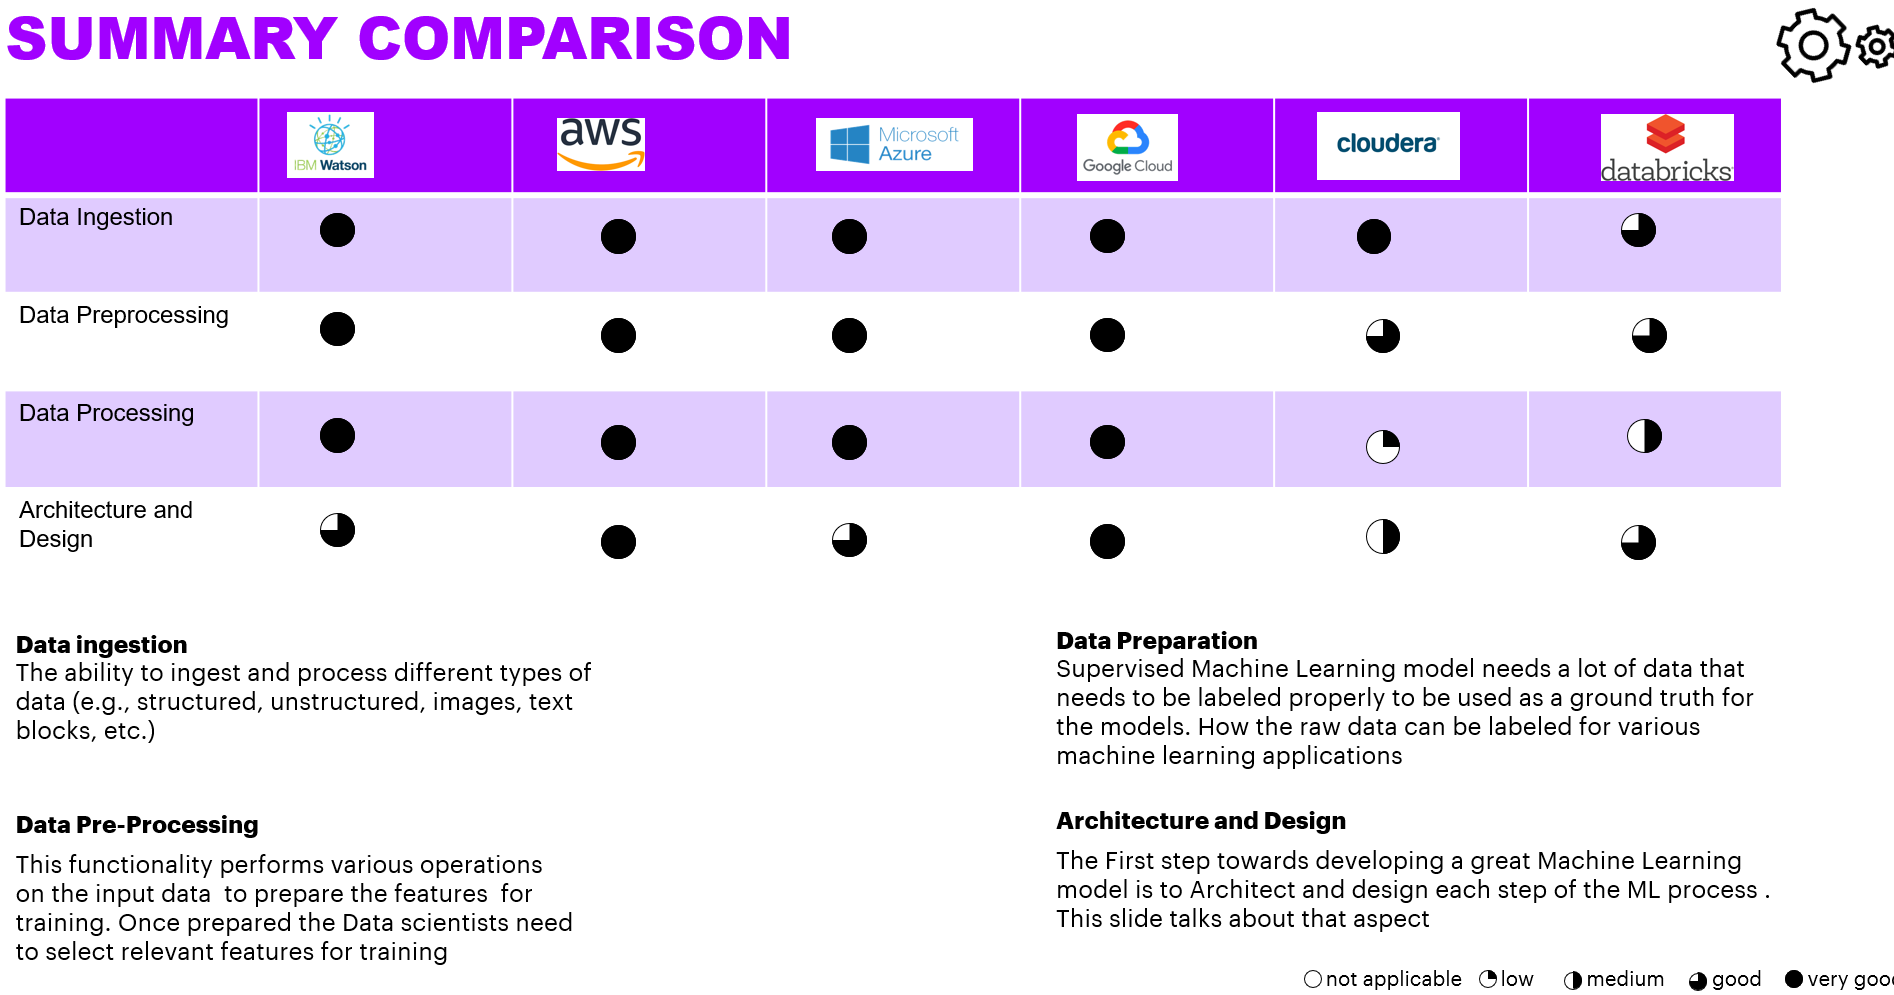 SUMMARY COMPARISON
IBM Watson
aws
Microsoft
Azure
Google Cloud
cloudera
databricks
Data Ingestion
Data Preprocessing
Data Processing
Architecture and
Design
Data ingestion
The ability to ingest and process different types of
data (e.g., structured, unstructured, images, text
blocks, etc.)
Data Pre-Processing
This functionality performs various operations
on the input data  to prepare the features  for
training. Once prepared the Data scientists need
to select relevant features for training
Data Preparation
Supervised Machine Learning model needs a lot of data that
needs to be labeled properly to be used as a ground truth for
the models. How the raw data can be labeled for various
machine learning applications
Architecture and Design
The First step towards developing a great Machine Learning
model is to Architect and design each step of the ML process .
This slide talks about that aspect
not applicable low medium good very good